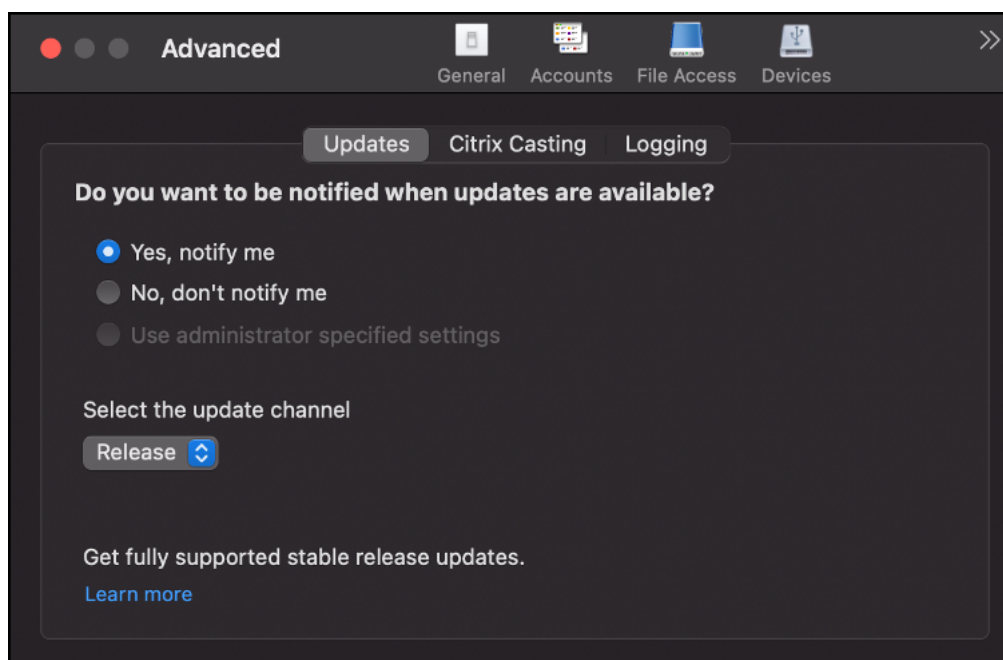 Advanced
General Accounts File Access Devices
Updates Citrix Casting Logging
Do you want to be notified when updates are available?
Yes, notify me
No, don't notify me
Use administrator specified settings
Select the update channel
Release
Get fully supported stable release updates.
Learn more